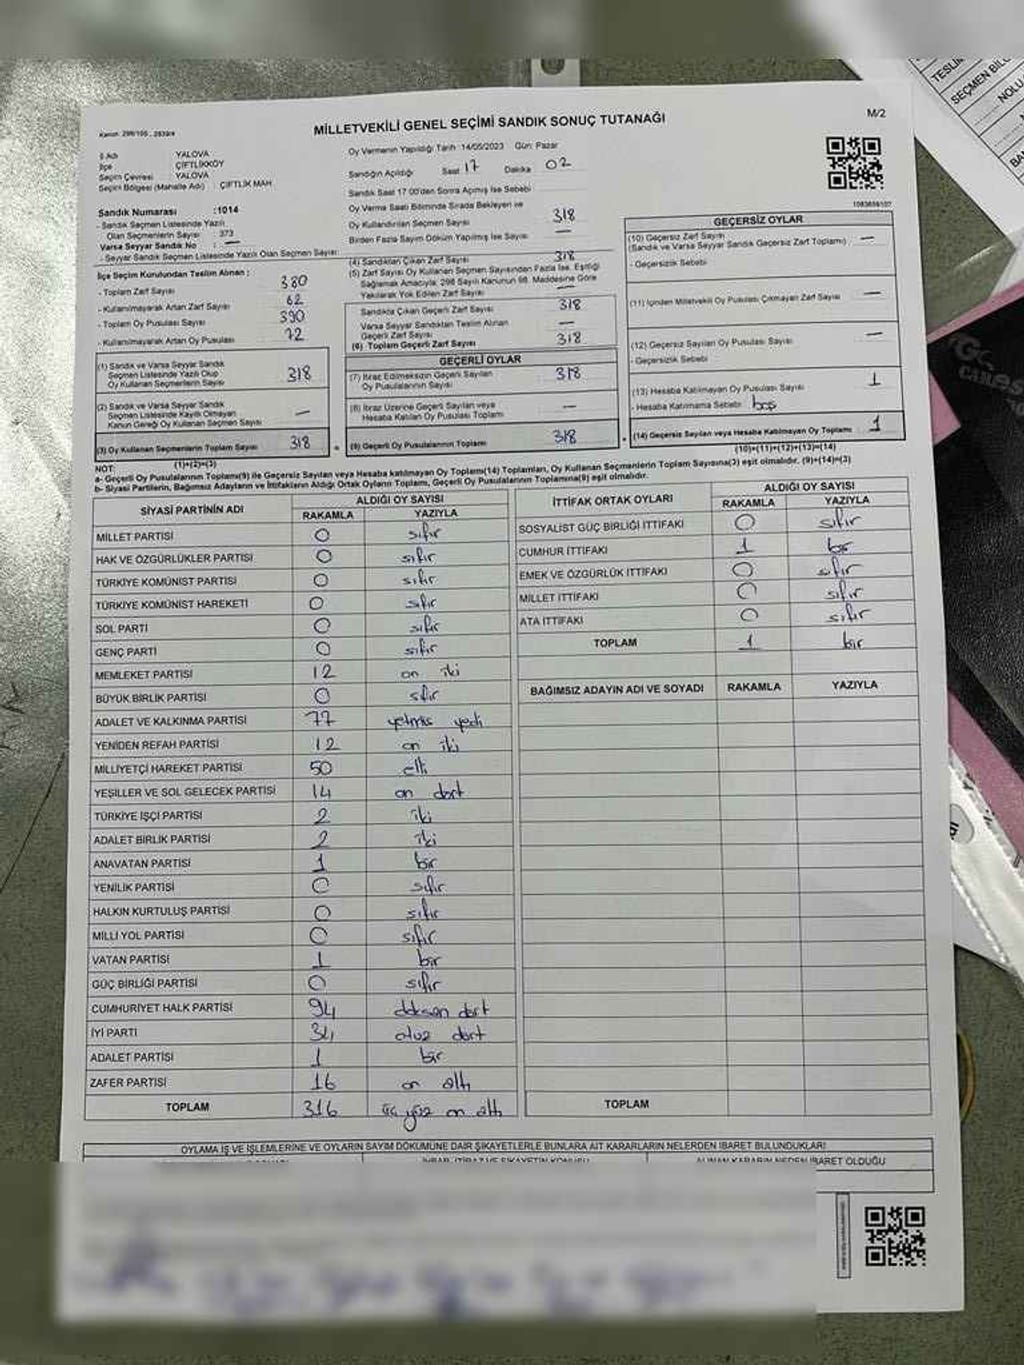 TESLİM
SEÇMEN BİL
NOLU
BA
Kanun: 298/105 , 2839/4
MİLLETVEKİLİ GENEL SEÇİMİ SANDIK SONUÇ TUTANAĞI
M/2
İl Adı YALOVA
İlçe ÇİFTLİKKÖY
Seçim Çevresi YALOVA
Seçim Bölgesi (Mahalle Adı) : ÇİFTLİK MAH
Sandık Numarası :1014
- Sandık Seçmen Listesinde Yazılı
Olan Seçmenlerin Sayısı : 373
Varsa Seyyar Sandık No : —
- Seyyar Sandık Seçmen Listesinde Yazılı Olan Seçmen Sayısı:
Oy Vermenin Yapıldığı Tarih :14/05/2023 Gün: Pazar
Sandığın Açıldığı Saat 17 Dakika 02
Sandık Saat 17:00'den Sonra Açılmış İse Sebebi
Oy Verme Saati Bitiminde Sırada Bekleyen ve
Oy Kullandırılan Seçmen Sayısı 318
Birden Fazla Sayım Döküm Yapılmış İse Sayısı —
1083616107
İlçe Seçim Kurulundan Teslim Alınan :
- Toplam Zarf Sayısı 380
- Kullanılmayarak Artan Zarf Sayısı 62
- Toplam Oy Pusulası Sayısı 390
- Kullanılmayarak Artan Oy Pusulası 72
(4) Sandıktan Çıkan Zarf Sayısı 318
(5) Zarf Sayısı Oy Kullanan Seçmen Sayısından Fazla İse, Eşitliği
Sağlamak Amacıyla; 298 Sayılı Kanunun 98. Maddesine Göre
Yakılarak Yok Edilen Zarf Sayısı —
Sandıkta Çıkan Geçerli Zarf Sayısı 318
Varsa Seyyar Sandıktan Teslim Alınan
Geçerli Zarf Sayısı —
(6) Toplam Geçerli Zarf Sayısı 318
GEÇERSİZ OYLAR
(10) Geçersiz Zarf Sayısı
(Sandık ve Varsa Seyyar Sandık Geçersiz Zarf Toplamı) —
- Geçersizlik Sebebi
(11) İçinden Milletvekili Oy Pusulası Çıkmayan Zarf Sayısı —
(12) Geçersiz Sayılan Oy Pusulası Sayısı —
- Geçersizlik Sebebi
(13) Hesaba Katılmayan Oy Pusulası Sayısı 1
- Hesaba Katılmama Sebebi boş
(14) Geçersiz Sayılan veya Hesaba Katılmayan Oy Toplamı 1
(10)+(11)+(12)+(13)=(14)
(1) Sandık ve Varsa Seyyar Sandık
Seçmen Listesinde Yazılı Olup
Oy Kullanan Seçmenlerin Sayısı 318
(2) Sandık ve Varsa Seyyar Sandık
Seçmen Listesinde Kayıtlı Olmayan
Kanun Gereği Oy Kullanan Seçmen Sayısı —
(3) Oy Kullanan Seçmenlerin Toplam Sayısı 318
(1)+(2)=(3)
GEÇERLİ OYLAR
(7) İtiraz Edilmeksizin Geçerli Sayılan
Oy Pusulalarının Sayısı 318
(8) İtiraz Üzerine Geçerli Sayılan veya
Hesaba Katılan Oy Pusulalarının Toplamı —
(9) Geçerli Oy Pusulalarının Toplamı 318
NOT:
a- Geçerli Oy Pusulalarının Toplamı(9) ile Geçersiz Sayılan veya Hesaba katılmayan Oy Toplamı(14) Toplamları, Oy Kullanan Seçmenlerin Toplam Sayısına(3) eşit olmalıdır. (9)+(14)=(3)
b- Siyasi Partilerin, Bağımsız Adayların ve İttifakların Aldığı Ortak Oyların Toplamı, Geçerli Oy Pusulalarının Toplamına(9) eşit olmalıdır.
SİYASİ PARTİNİN ADI
ALDIĞI OY SAYISI
RAKAMLA YAZIYLA
MİLLET PARTİSİ 0 sıfır
HAK VE ÖZGÜRLÜKLER PARTİSİ 0 sıfır
TÜRKİYE KOMÜNİST PARTİSİ 0 sıfır
TÜRKİYE KOMÜNİST HAREKETİ 0 sıfır
SOL PARTİ 0 sıfır
GENÇ PARTİ 0 sıfır
MEMLEKET PARTİSİ 12 on iki
BÜYÜK BİRLİK PARTİSİ 0 sıfır
ADALET VE KALKINMA PARTİSİ 77 yetmiş yedi
YENİDEN REFAH PARTİSİ 12 on iki
MİLLİYETÇİ HAREKET PARTİSİ 50 elli
YEŞİLLER VE SOL GELECEK PARTİSİ 14 on dört
TÜRKİYE İŞÇİ PARTİSİ 2 iki
ADALET BİRLİK PARTİSİ 2 iki
ANAVATAN PARTİSİ 1 bir
YENİLİK PARTİSİ 0 sıfır
HALKIN KURTULUŞ PARTİSİ 0 sıfır
MİLLİ YOL PARTİSİ 0 sıfır
VATAN PARTİSİ 1 bir
GÜÇ BİRLİĞİ PARTİSİ 0 sıfır
CUMHURİYET HALK PARTİSİ 94 doksan dört
İYİ PARTİ 34 otuz dört
ADALET PARTİSİ 1 bir
ZAFER PARTİSİ 16 on altı
TOPLAM 316 üç yüz on altı
İTTİFAK ORTAK OYLARI
ALDIĞI OY SAYISI
RAKAMLA YAZIYLA
SOSYALİST GÜÇ BİRLİĞİ İTTİFAKI 0 sıfır
CUMHUR İTTİFAKI 1 bir
EMEK VE ÖZGÜRLÜK İTTİFAKI 0 sıfır
MİLLET İTTİFAKI 0 sıfır
ATA İTTİFAKI 0 sıfır
TOPLAM 1 bir
BAĞIMSIZ ADAYIN ADI VE SOYADI RAKAMLA YAZIYLA
TOPLAM
OYLAMA İŞ VE İŞLEMLERİNE VE OYLARIN SAYIM DÖKÜMÜNE DAİR ŞİKAYETLERLE BUNLARA AİT KARARLARIN NELERDEN İBARET BULUNDUKLARI
İHBAR, İTİRAZ VE ŞİKAYETİN KONUSU ALINAN KARARIN NEDEN İBARET OLDUĞU